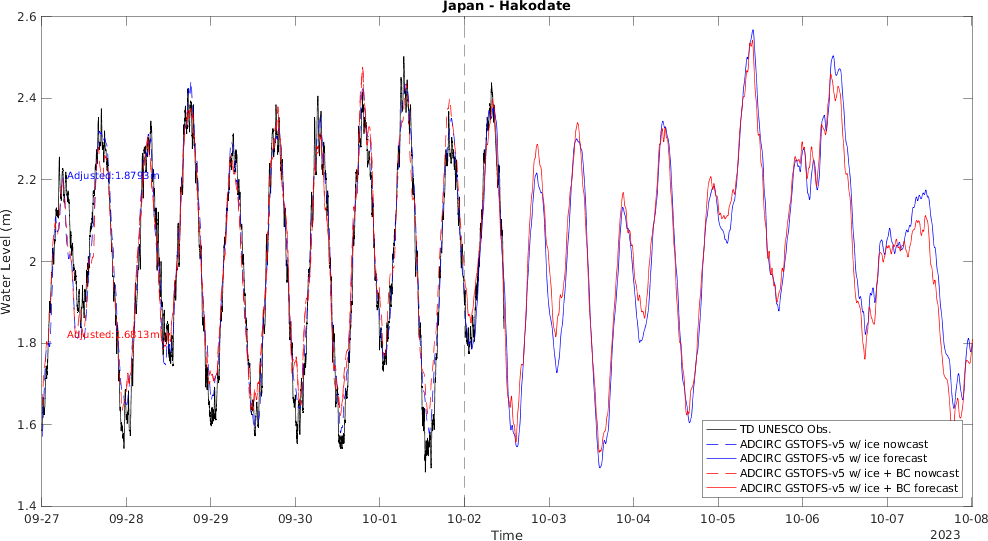 Japan - Hakodate
Water Level (m)
2.6
2.4
2.2
2
1.8
1.6
1.4
Adjusted:1.8793m
Adjusted:1.6813m
TD UNESCO Obs.
ADCIRC GSTOFS-v5 w/ ice nowcast
ADCIRC GSTOFS-v5 w/ ice forecast
ADCIRC GSTOFS-v5 w/ ice + BC nowcast
ADCIRC GSTOFS-v5 w/ ice + BC forecast
09-27 09-28 09-29 09-30 10-01 10-02 10-03 10-04 10-05 10-06 10-07 10-08
Time
2023